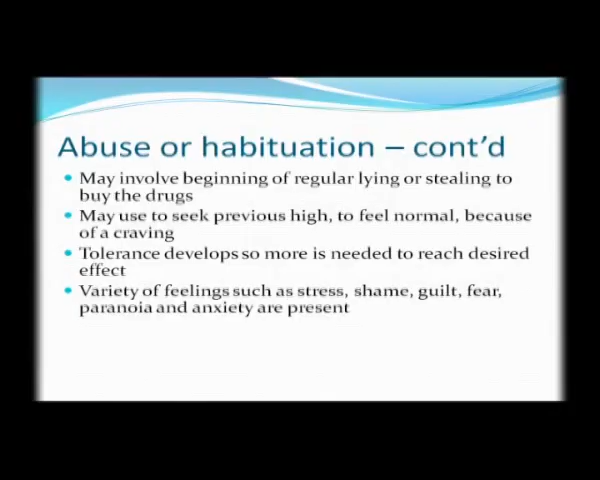 Abuse or habituation – cont'd
• May involve beginning of regular lying or stealing to
buy the drugs
• May use to seek previous high, to feel normal, because
of a craving
• Tolerance develops so more is needed to reach desired
effect
• Variety of feelings such as stress, shame, guilt, fear,
paranoia and anxiety are present